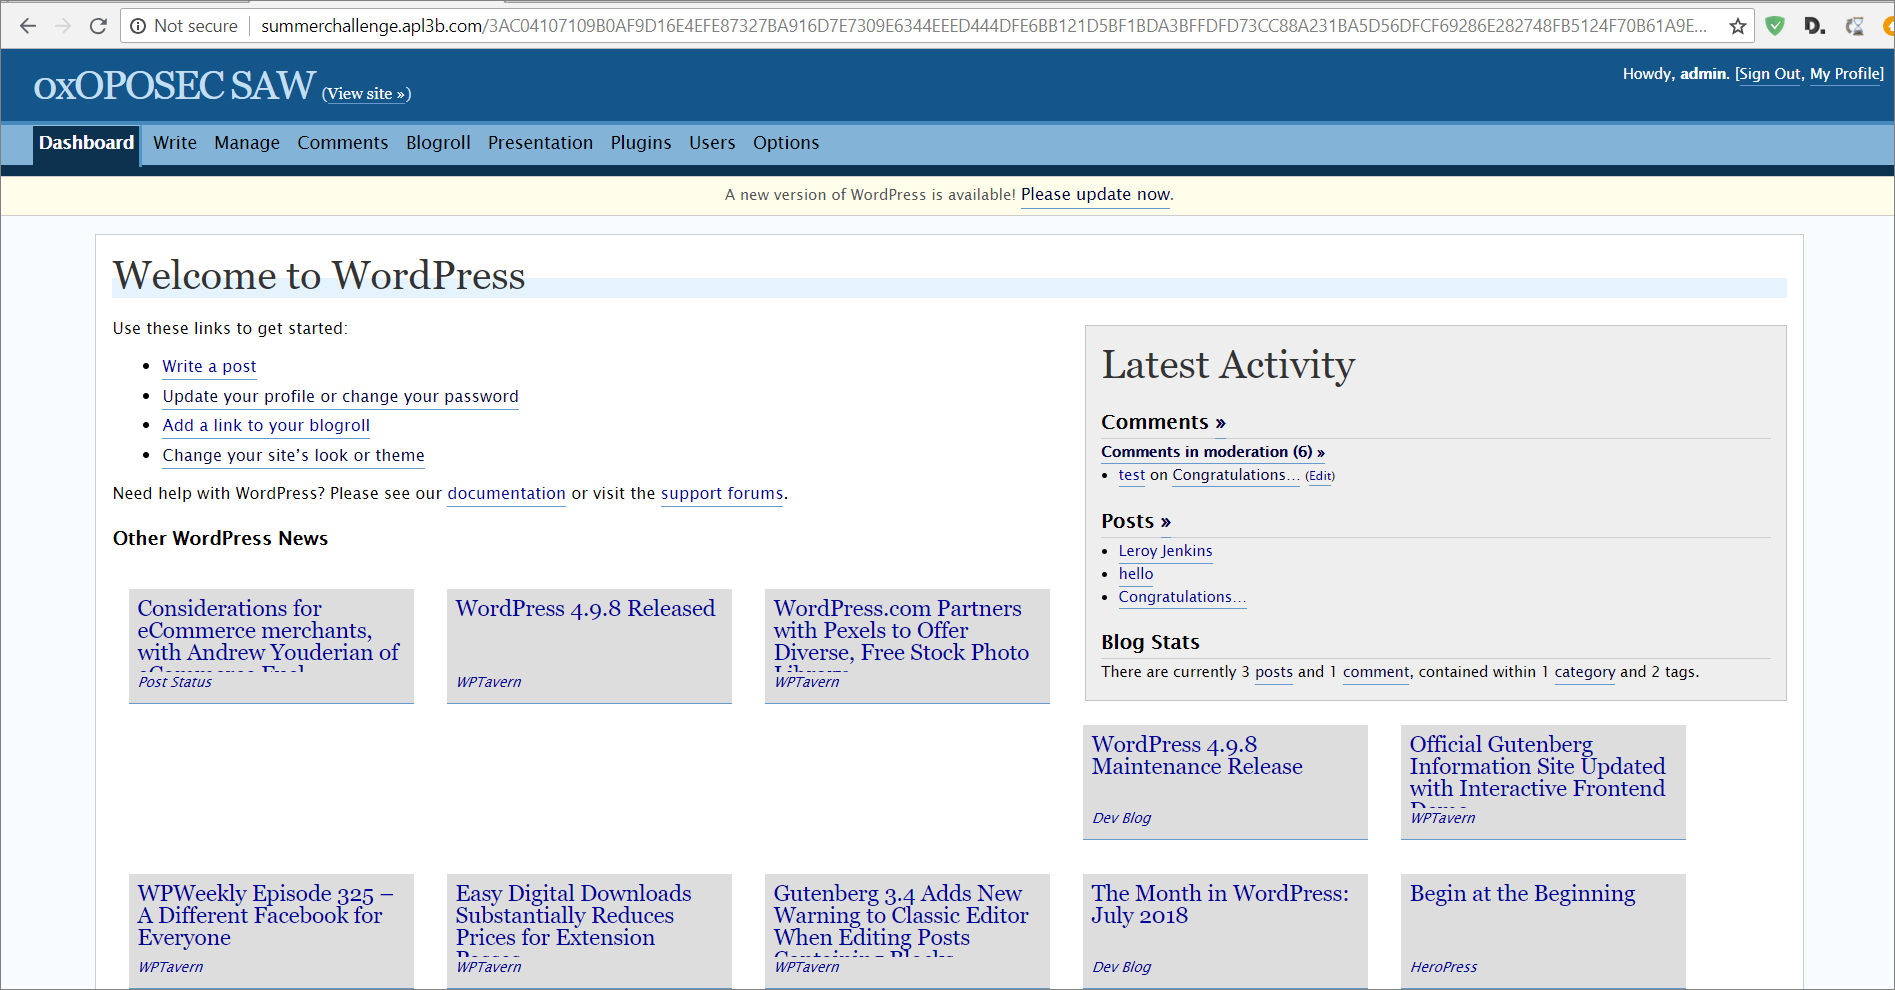 Not secure
summerchallenge.apl3b.com/3AC04107109B0AF9D16E4EFE87327BA916D7E7309E6344EEED444DFE6BB121D5BF1BDA3BFFDFD73CC88A231BA5D56DFCF69286E282748FB5124F70B61A9E...
D.
oxOPOSEC SAW (View site »)
Howdy, admin. [Sign Out, My Profile]
Dashboard Write Manage Comments Blogroll Presentation Plugins Users Options
A new version of WordPress is available! Please update now.
Welcome to WordPress
Use these links to get started:
• Write a post
• Update your profile or change your password
• Add a link to your blogroll
• Change your site's look or theme
Need help with WordPress? Please see our documentation or visit the support forums.
Other WordPress News
Latest Activity
Comments »
Comments in moderation (6) »
• test on Congratulations... (Edit)
Posts »
• Leroy Jenkins
• hello
• Congratulations...
Blog Stats
There are currently 3 posts and 1 comment, contained within 1 category and 2 tags.
Considerations for
eCommerce merchants,
with Andrew Youderian of
Post Status
WordPress 4.9.8 Released
WPTavern
WordPress.com Partners
with Pexels to Offer
Diverse, Free Stock Photo
WPTavern
WordPress 4.9.8
Maintenance Release
Dev Blog
Official Gutenberg
Information Site Updated
with Interactive Frontend
WPTavern
WPWeekly Episode 325 –
A Different Facebook for
Everyone
WPTavern
Easy Digital Downloads
Substantially Reduces
Prices for Extension
WPTavern
Gutenberg 3.4 Adds New
Warning to Classic Editor
When Editing Posts
WPTavern
The Month in WordPress:
July 2018
Dev Blog
Begin at the Beginning
HeroPress